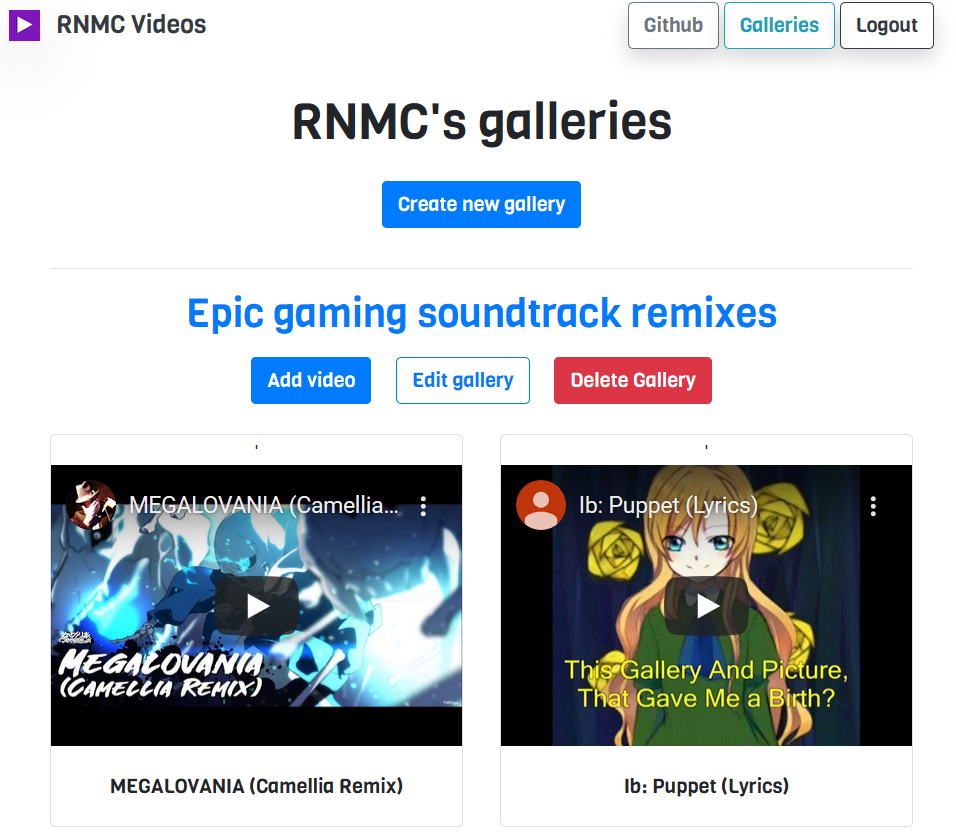 RNMC Videos
Github
Galleries
Logout
RNMC's galleries
Create new gallery
Epic gaming soundtrack remixes
Add video
Edit gallery
Delete Gallery
'
'
MEGALOVANIA (Camellia...
MEGALOVANIA
(CAMELLIA REMIX)
Ib: Puppet (Lyrics)
This Gallery And Picture,
That Gave Me a Birth?
MEGALOVANIA (Camellia Remix)
Ib: Puppet (Lyrics)